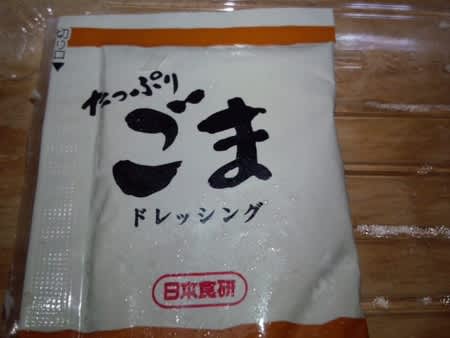 たっぷり
ごま
ドレッシング
日本食研